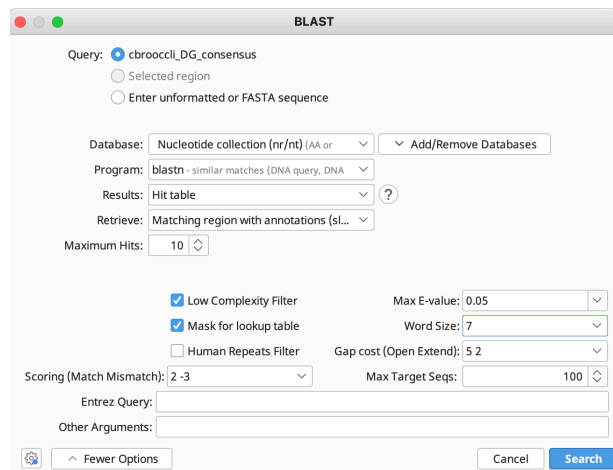 BLAST
Query: cbrooccli_DG_consensus
Selected region
Enter unformatted or FASTA sequence
Database: Nucleotide collection (nr/nt) (AA or Add/Remove Databases
Program: blastn - similar matches (DNA query, DNA
Results: Hit table ?
Retrieve: Matching region with annotations (sl...
Maximum Hits: 10
Low Complexity Filter Max E-value: 0.05
Mask for lookup table Word Size: 7
Human Repeats Filter Gap cost (Open Extend): 5 2
Scoring (Match Mismatch): 2 -3 Max Target Seqs: 100
Entrez Query:
Other Arguments:
Fewer Options Cancel Search